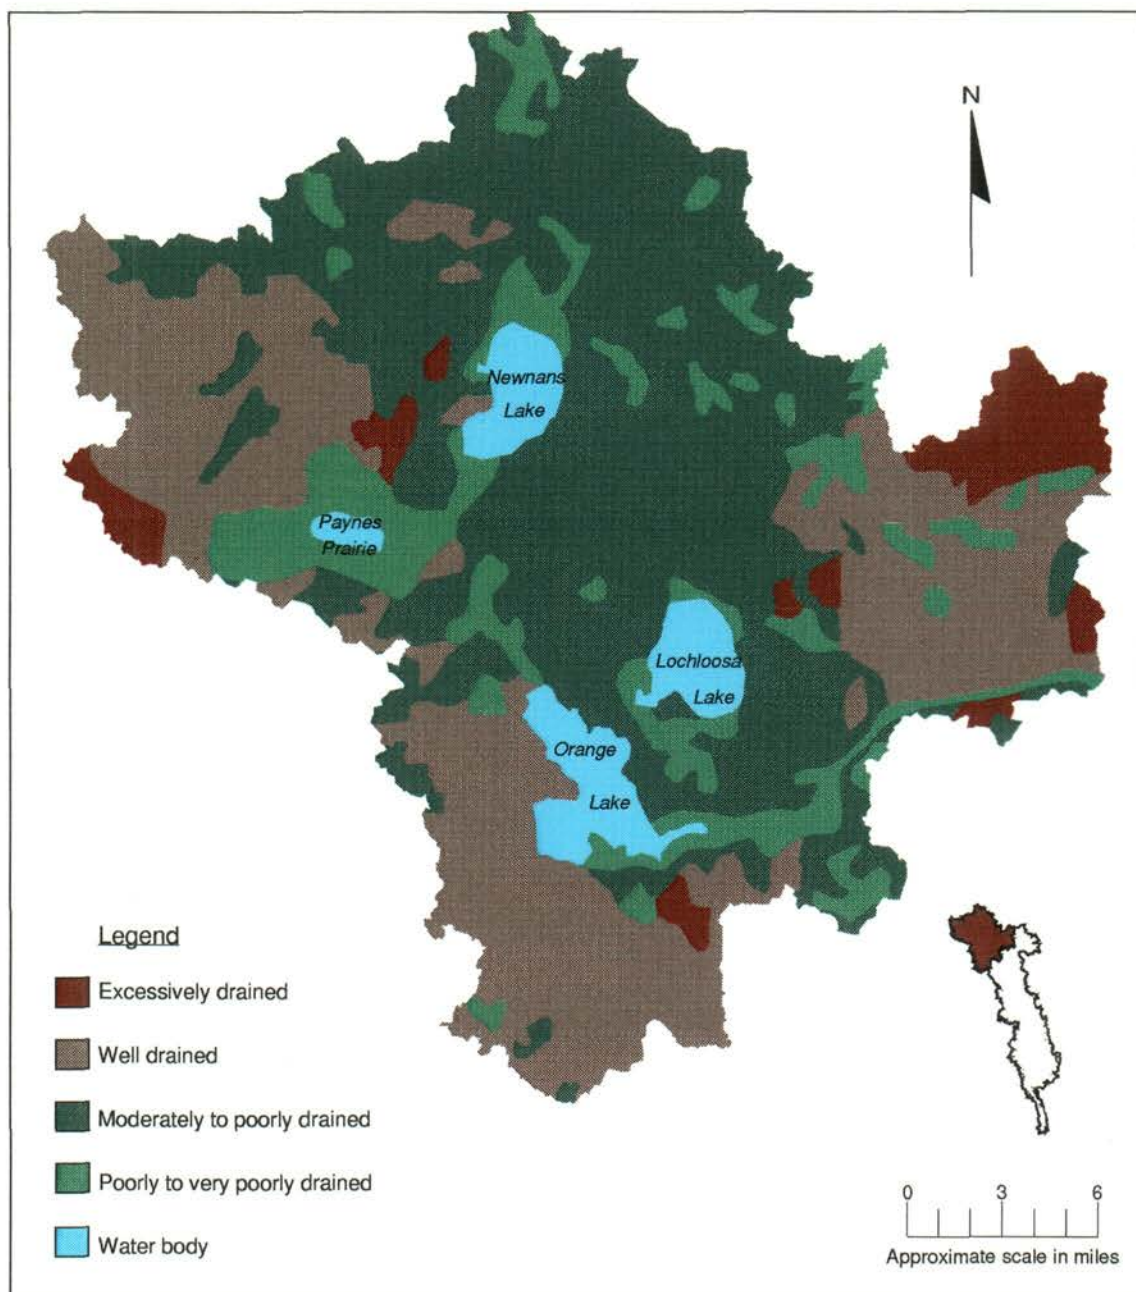 N
Newnans
Lake
Paynes
Prairie
Lochloosa
Lake
Orange
Lake
Legend
Excessively drained
Well drained
Moderately to poorly drained
Poorly to very poorly drained
Water body
0 3 6
Approximate scale in miles